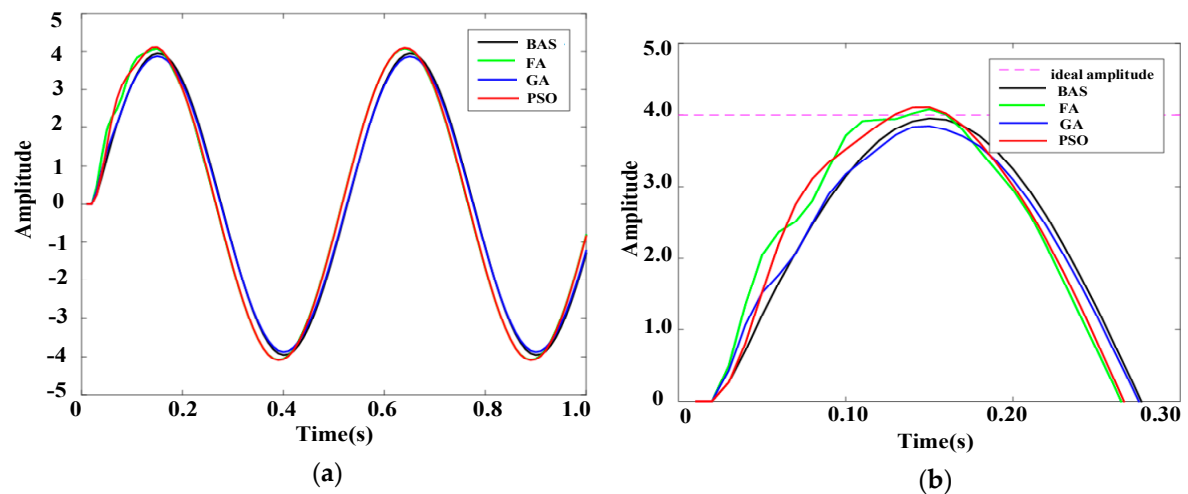 5
4
3
2
1
0
-1
-2
-3
-4
-5
Amplitude
0
0.2
0.4
0.6
0.8
1.0
Time(s)
BAS
FA
GA
PSO
(a)
5.0
4.0
3.0
2.0
1.0
0
Amplitude
0
0.10
0.20
0.30
Time(s)
ideal amplitude
BAS
FA
GA
PSO
(b)